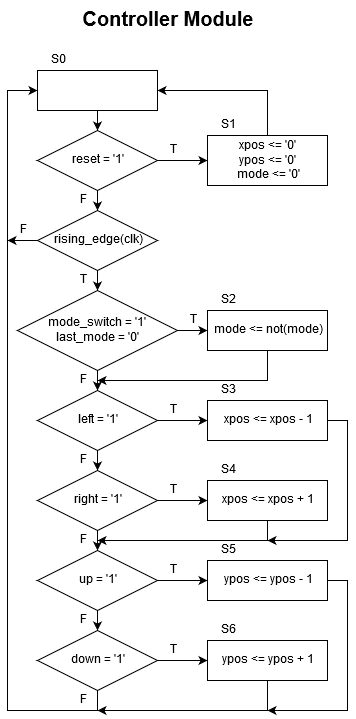 Controller Module
S0
S1
reset = '1'
T
xpos <= '0'
ypos <= '0'
mode <= '0'
F
F
rising_edge(clk)
T
S2
mode_switch = '1'
last_mode = '0'
T
mode <= not(mode)
F
S3
left = '1'
T
xpos <= xpos - 1
F
S4
right = '1'
T
xpos <= xpos + 1
F
S5
up = '1'
T
ypos <= ypos - 1
F
S6
down = '1'
T
ypos <= ypos + 1
F